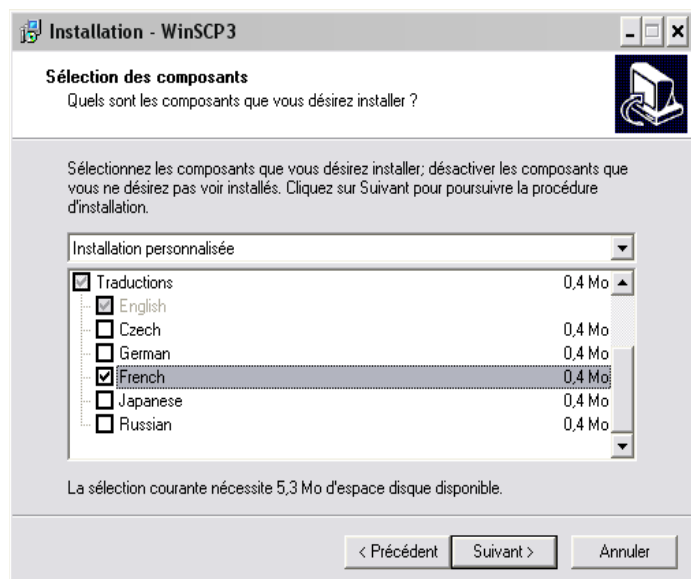 Installation - WinSCP3
Sélection des composants
Quels sont les composants que vous désirez installer ?
Sélectionnez les composants que vous désirez installer; désactiver les composants que
vous ne désirez pas voir installés. Cliquez sur Suivant pour poursuivre la procédure
d'installation.
Installation personnalisée
Traductions 0,4 Mo
English
Czech 0,4 Mo
German 0,4 Mo
French 0,4 Mo
Japanese 0,4 Mo
Russian 0,4 Mo
La sélection courante nécessite 5,3 Mo d'espace disque disponible.
< Précédent Suivant > Annuler